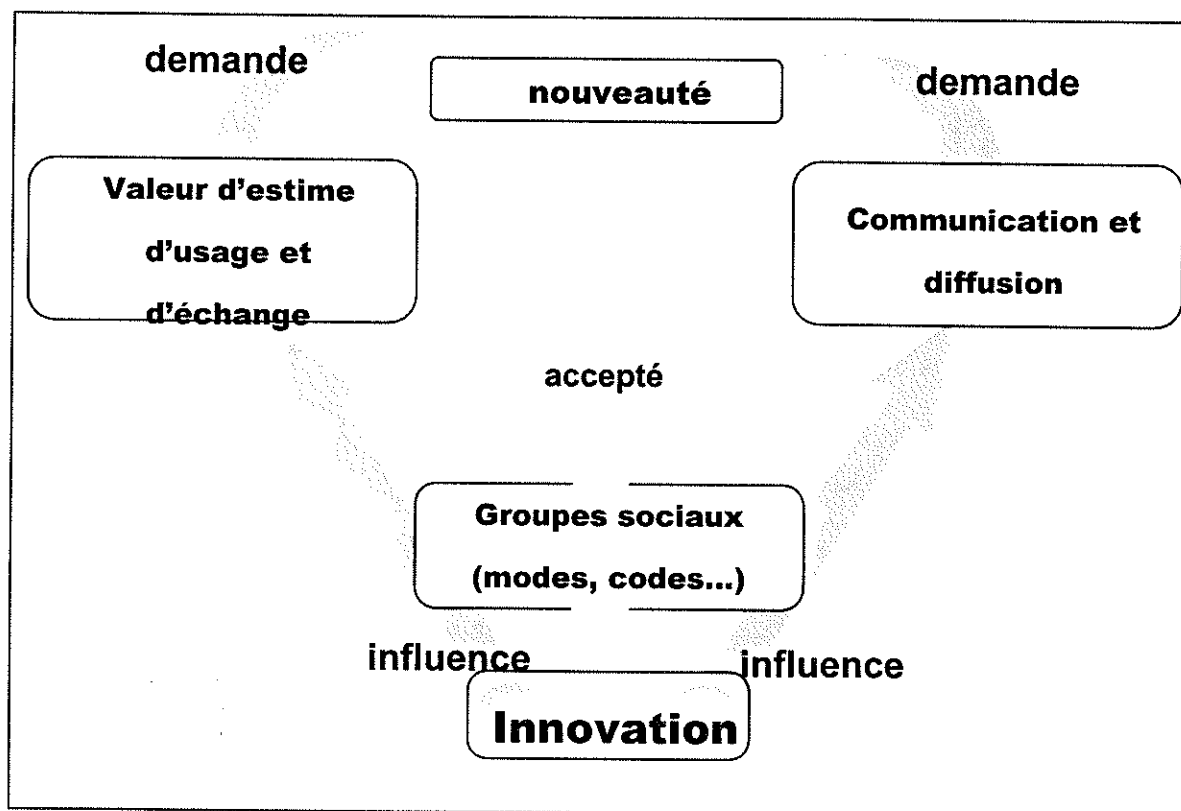 demande
nouveauté
demande
Valeur d'estime
d'usage et
d'échange
Communication et
diffusion
accepté
Groupes sociaux
(modes, codes...)
influence
influence
Innovation